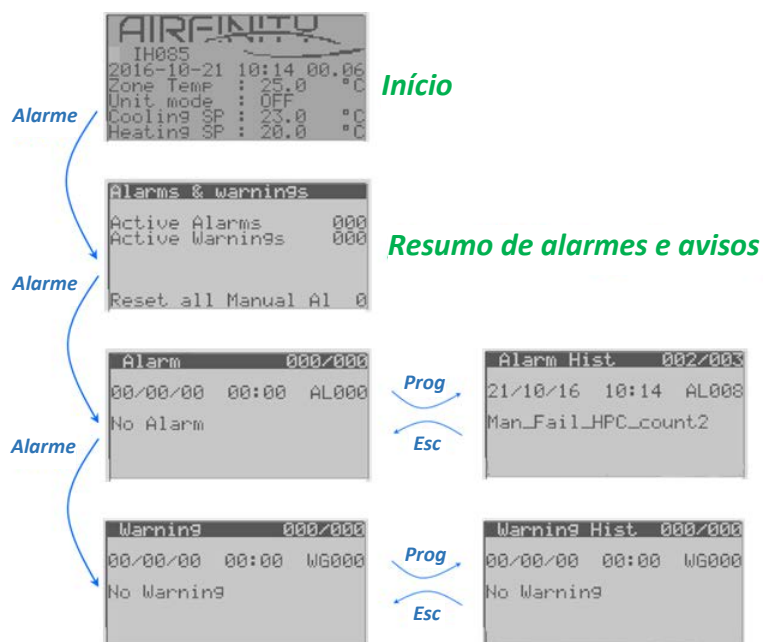 AIRFINITY
IH085
2016-10-21 10:14 00.06
Zone Temp : 25.0 °C
Unit mode : OFF
Cooling SP : 23.0 °C
Heating SP : 20.0 °C
Início
Alarme
Alarms & warnings
Active Alarms 000
Active Warnings 000
Reset all Manual Al 0
Resumo de alarmes e avisos
Alarme
Alarm 000/000
00/00/00 00:00 AL000
No Alarm
Prog
Esc
Alarm Hist 002/003
21/10/16 10:14 AL008
Man_Fail_HPC_count2
Alarme
Warning 000/000
00/00/00 00:00 WG000
No Warning
Prog
Esc
Warning Hist 000/000
00/00/00 00:00 WG000
No Warning